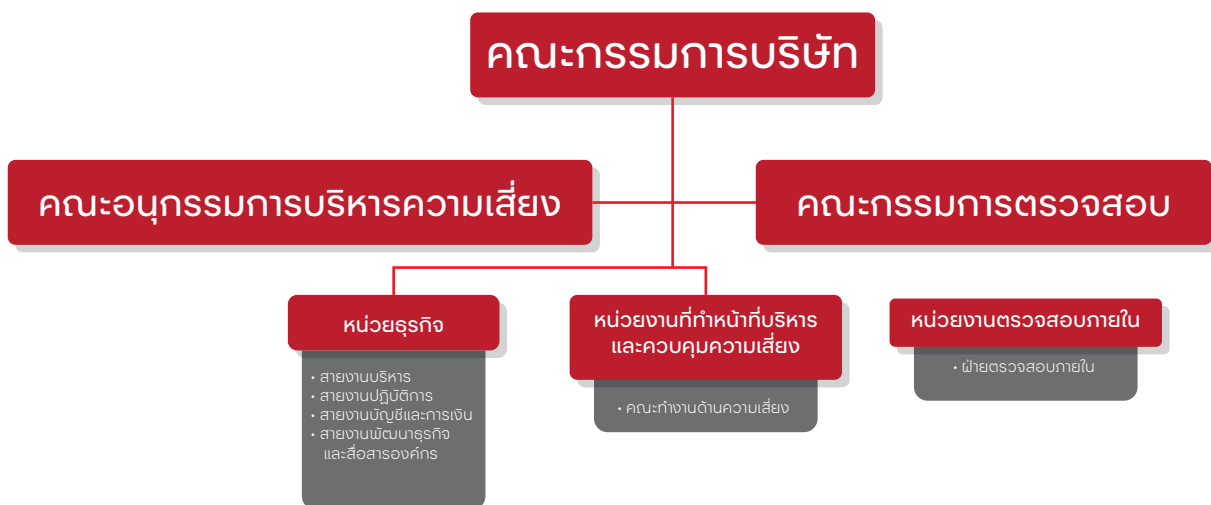 คณะกรรมการบริษัท
คณะอนุกรรมการบริหารความเสี่ยง
คณะกรรมการตรวจสอบ
หน่วยธุรกิจ
• สายงานบริหาร
• สายงานปฏิบัติการ
• สายงานบัญชีและการเงิน
• สายงานพัฒนาธุรกิจ
และสื่อสารองค์กร
หน่วยงานที่ทำหน้าที่บริหาร
และควบคุมความเสี่ยง
• คณะทำงานด้านความเสี่ยง
หน่วยงานตรวจสอบภายใน
• ฝ่ายตรวจสอบภายใน